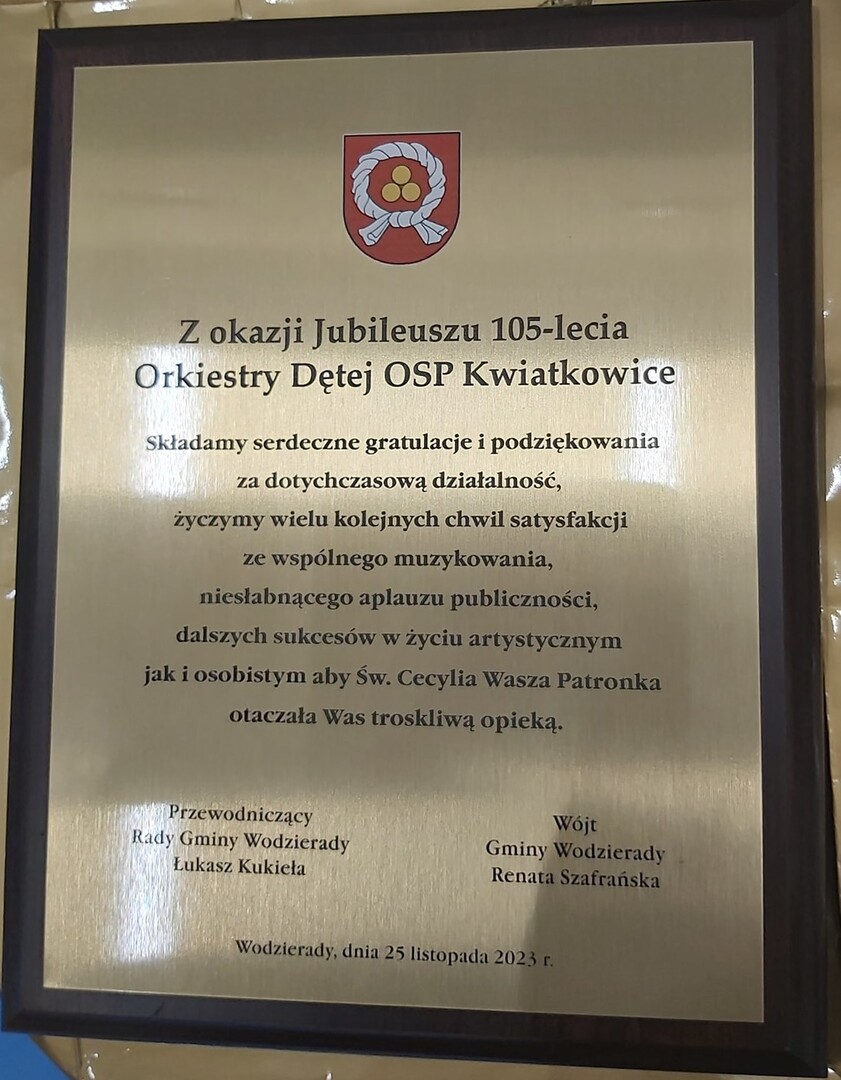 Z okazji Jubileuszu 105-lecia
Orkiestry Dętej OSP Kwiatkowice
Składamy serdeczne gratulacje i podziękowania
za dotychczasową działalność,
życzymy wielu kolejnych chwil satysfakcji
ze wspólnego muzykowania,
niesłabnącego aplauzu publiczności,
dalszych sukcesów w życiu artystycznym
jak i osobistym aby Św. Cecylia Wasza Patronka
otaczała Was troskliwą opieką.
Przewodniczący
Rady Gminy Wodzierady
Łukasz Kukieła
Wójt
Gminy Wodzierady
Renata Szafrańska
Wodzierady, dnia 25 listopada 2023 r.